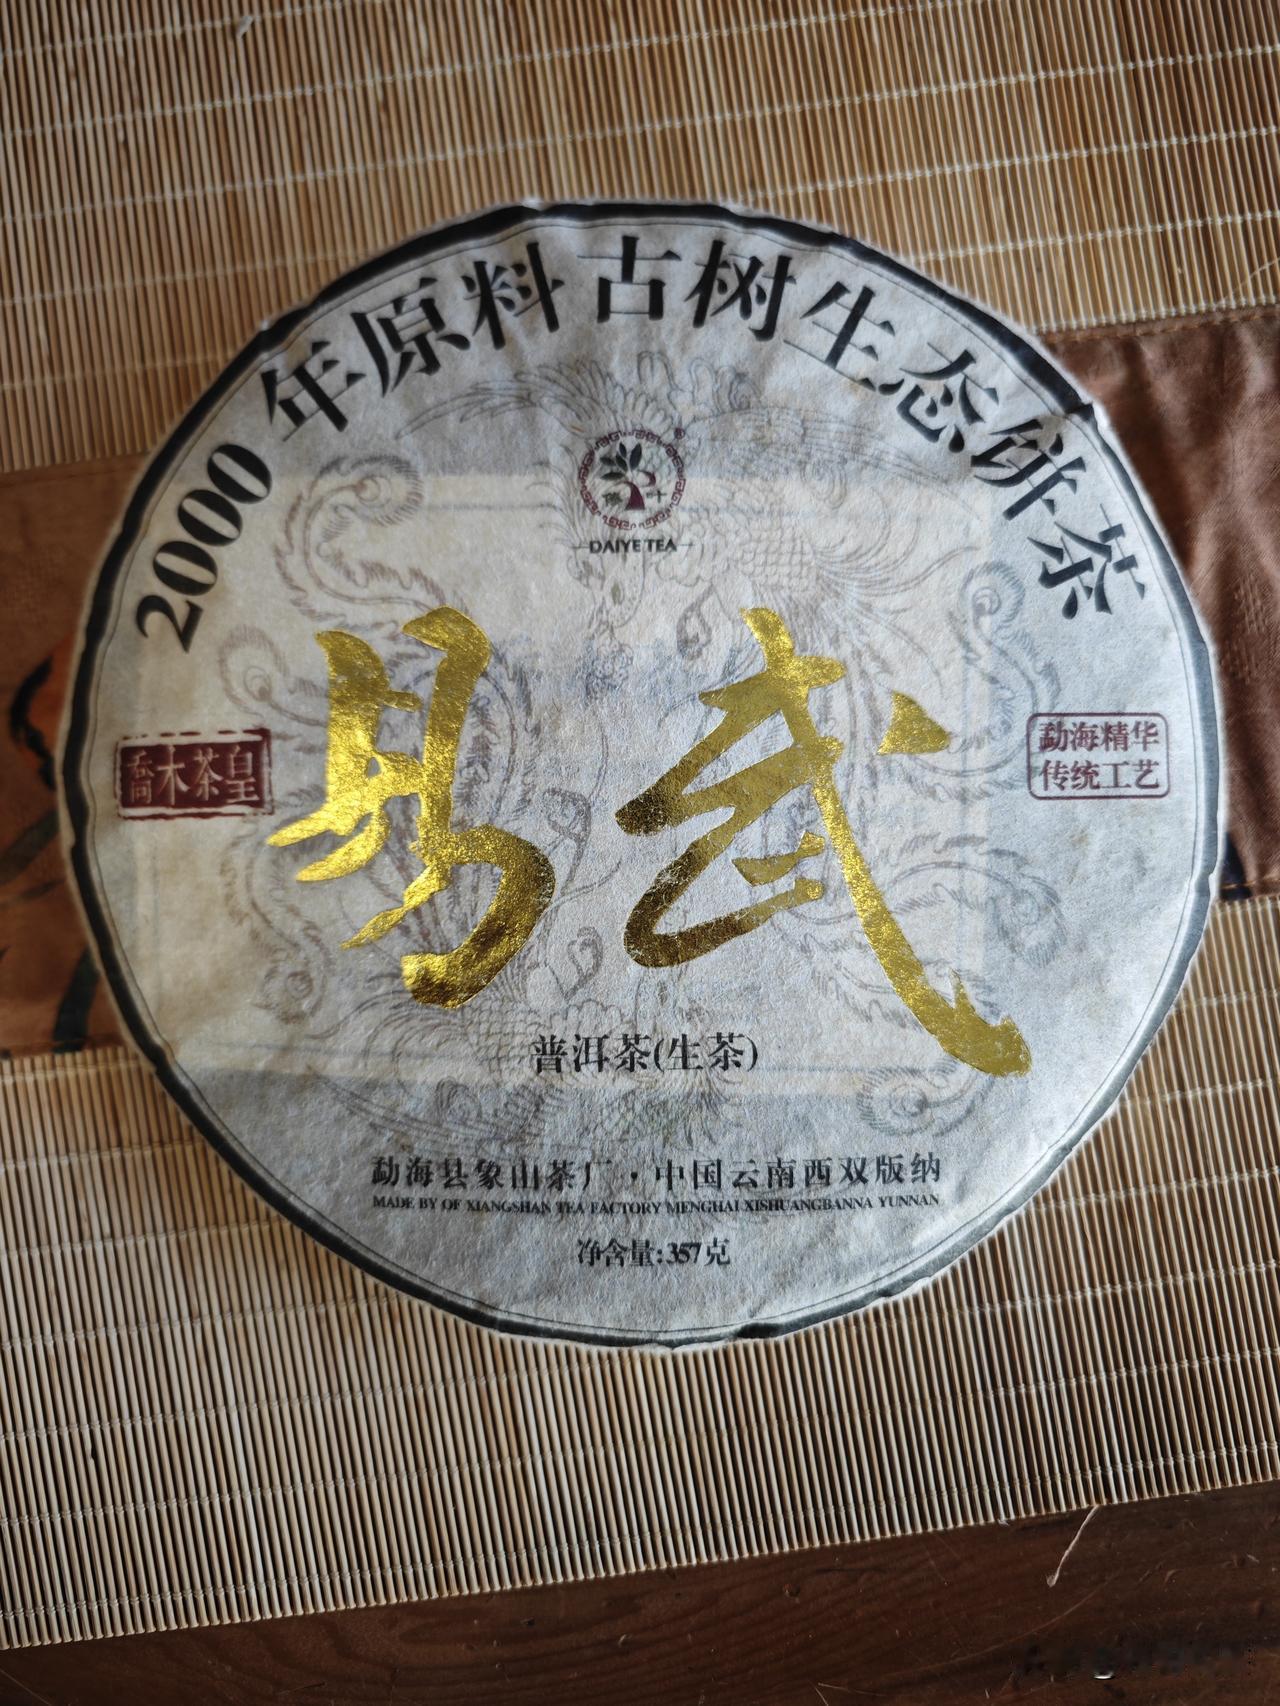 2000年原料古树生态饼茶
DAIYE TEA
易武
喬木茶皇
勐海精华
传统工艺
普洱茶(生茶)
勐海县象山茶厂·中国云南西双版纳
MADE BY OF XIANGSHAN TEA FACTORY MENGHAI XISHUANGBANNA YUNNAN
净含量:357克